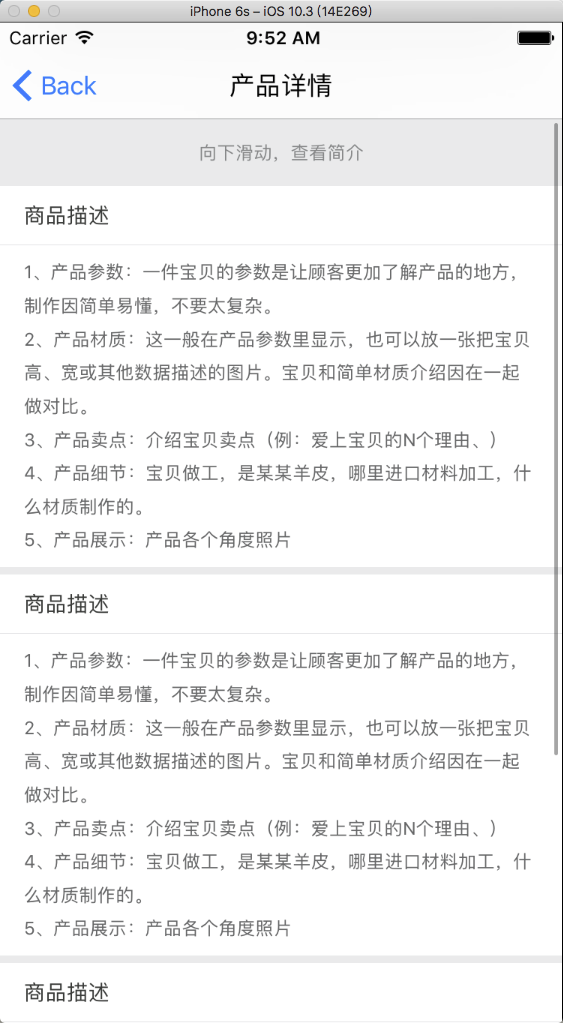 iPhone 6s – iOS 10.3 (14E269)
Carrier 9:52 AM
Back 产品详情
向下滑动，查看简介
商品描述
1、产品参数：一件宝贝的参数是让顾客更加了解产品的地方，
制作因简单易懂，不要太复杂。
2、产品材质：这一般在产品参数里显示，也可以放一张把宝贝
高、宽或其他数据描述的图片。宝贝和简单材质介绍因在一起
做对比。
3、产品卖点：介绍宝贝卖点（例：爱上宝贝的N个理由、）
4、产品细节：宝贝做工，是某某羊皮，哪里进口材料加工，什
么材质制作的。
5、产品展示：产品各个角度照片
商品描述
1、产品参数：一件宝贝的参数是让顾客更加了解产品的地方，
制作因简单易懂，不要太复杂。
2、产品材质：这一般在产品参数里显示，也可以放一张把宝贝
高、宽或其他数据描述的图片。宝贝和简单材质介绍因在一起
做对比。
3、产品卖点：介绍宝贝卖点（例：爱上宝贝的N个理由、）
4、产品细节：宝贝做工，是某某羊皮，哪里进口材料加工，什
么材质制作的。
5、产品展示：产品各个角度照片
商品描述